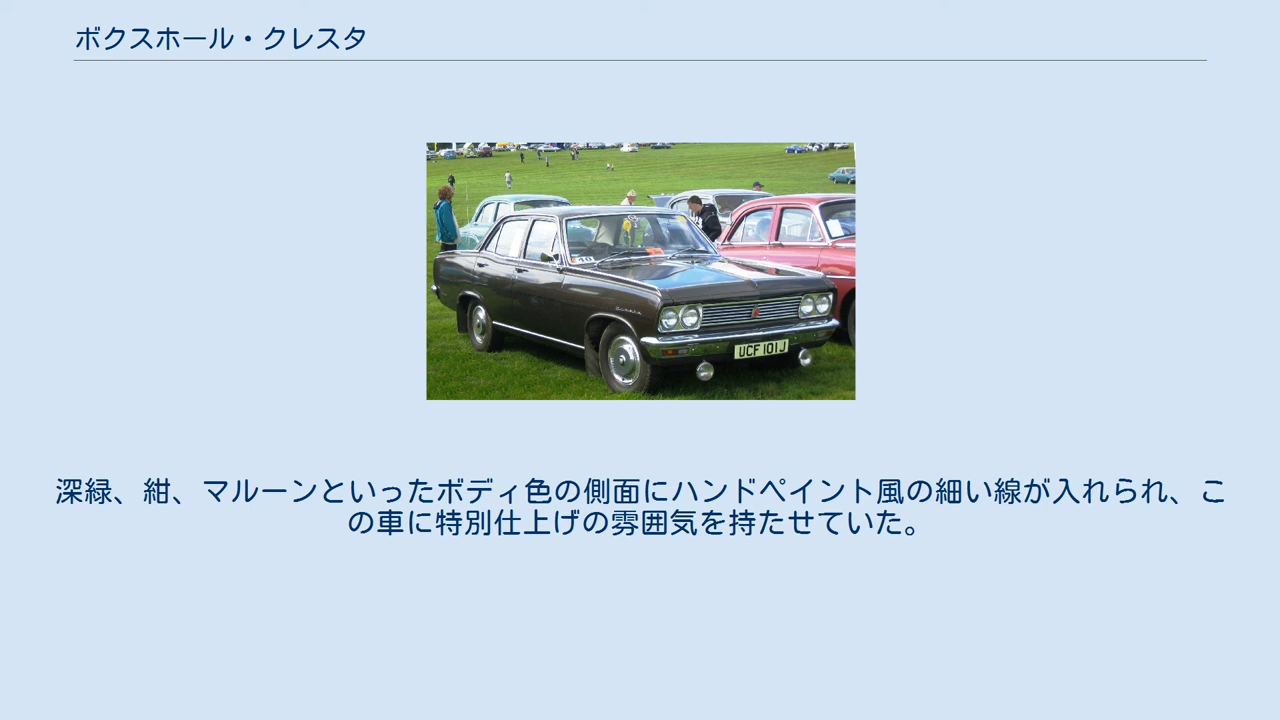 ボクスホール・クレスタ
UCF 101J
深緑、紺、マルーンといったボディ色の側面にハンドペイント風の細い線が入れられ、こ
の車に特別仕上げの雰囲気を持たせていた。